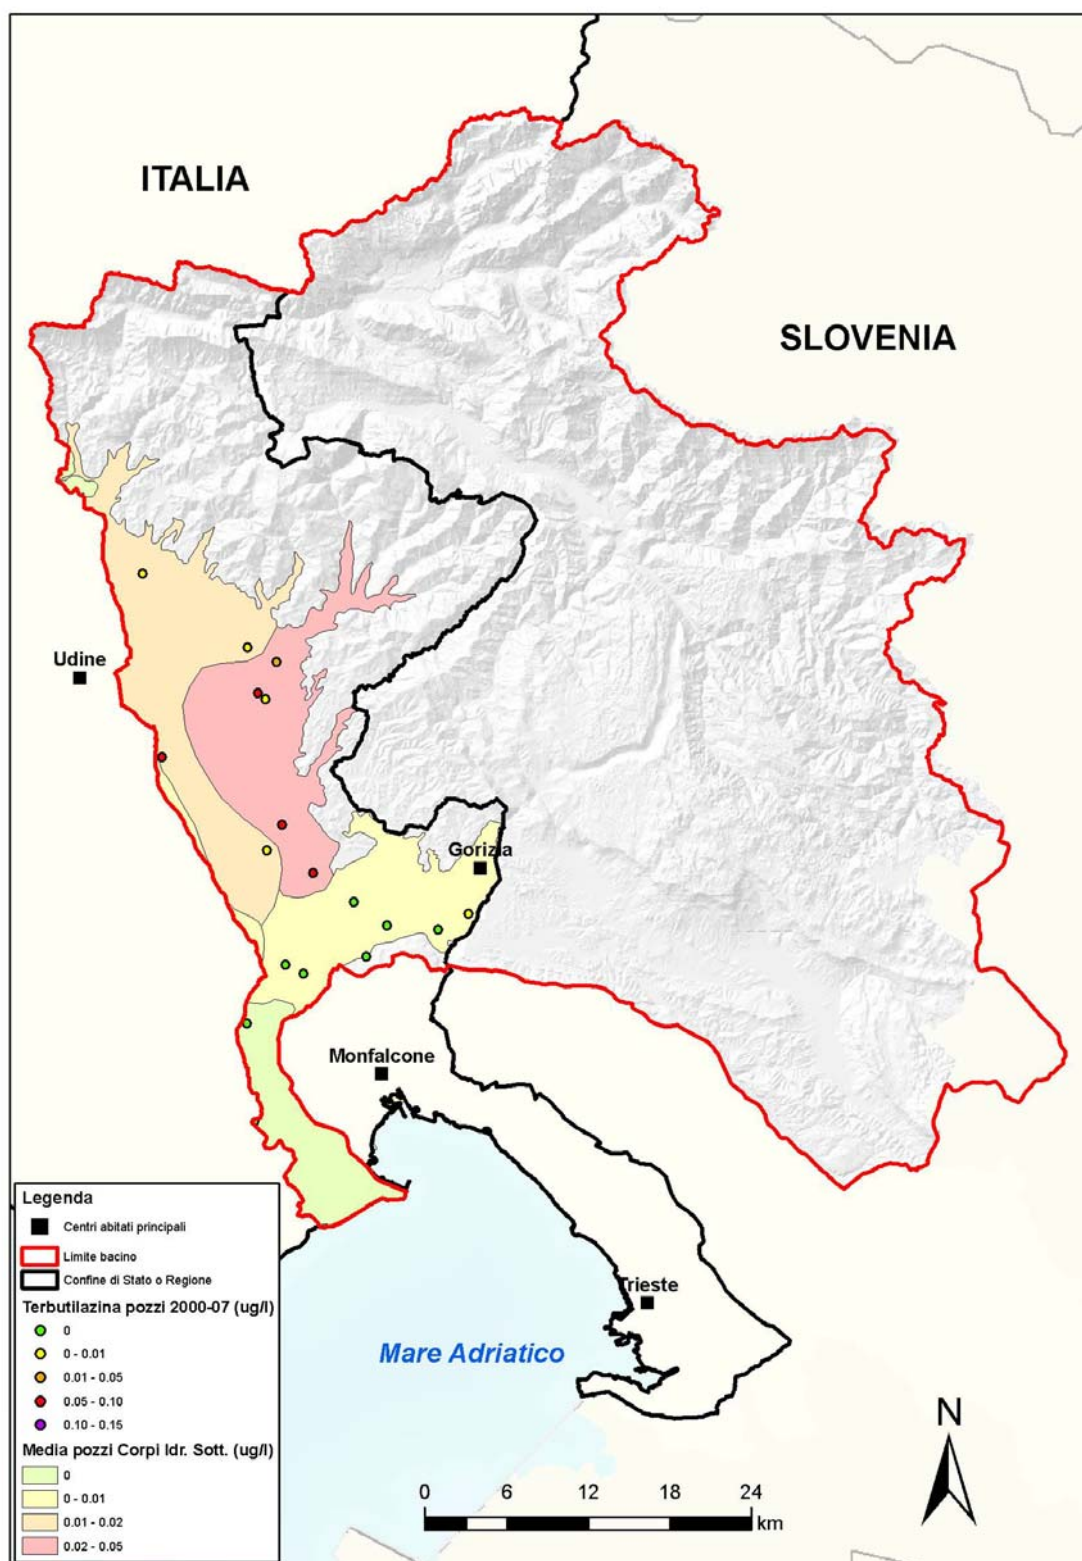 ITALIA
SLOVENIA
Udine
Gorizia
Monfalcone
Trieste
Mare Adriatico
Legenda
Centri abitati principali
Limite bacino
Confine di Stato o Regione
Terbutilazina pozzi 2000-07 (ug/l)
0
0 - 0.01
0.01 - 0.05
0.05 - 0.10
0.10 - 0.15
Media pozzi Corpi Idr. Sott. (ug/l)
0
0 - 0.01
0.01 - 0.02
0.02 - 0.05
N
0 6 12 18 24
km